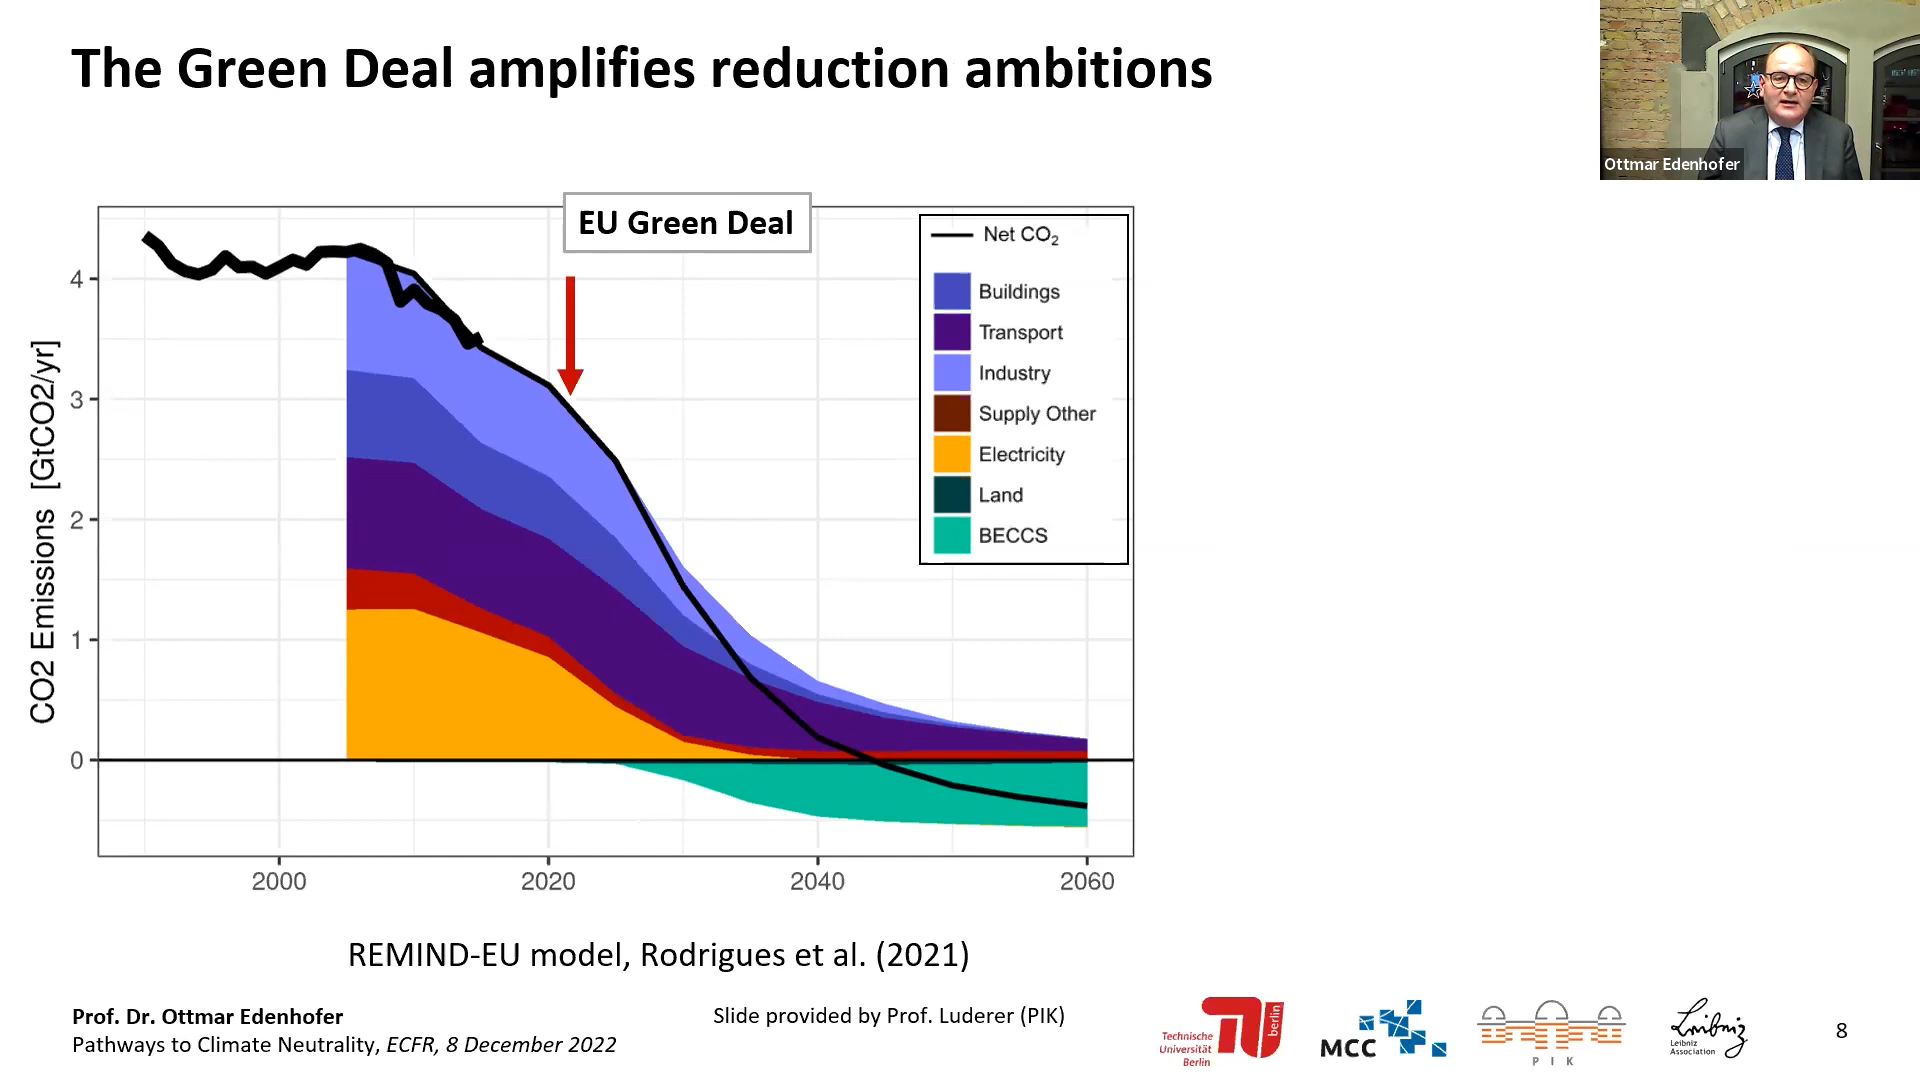 The Green Deal amplifies reduction ambitions
Ottmar Edenhofer
EU Green Deal
Net CO₂
Buildings
Transport
Industry
Supply Other
Electricity
Land
BECCS
CO2 Emissions [GtCO2/yr]
4
3
2
1
0
2000
2020
2040
2060
REMIND-EU model, Rodrigues et al. (2021)
Prof. Dr. Ottmar Edenhofer
Pathways to Climate Neutrality, ECFR, 8 December 2022
Slide provided by Prof. Luderer (PIK)
Technische
Universität
Berlin
berlin
MCC
PIK
Leibniz
Leibniz
Association
8